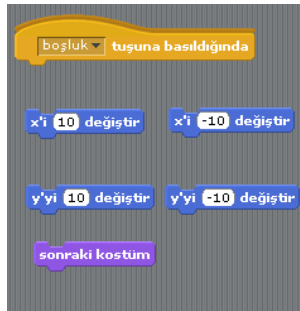 boşluk tuşuna basıldığında
x'i 10 değiştir x'i -10 değiştir
y'yi 10 değiştir y'yi -10 değiştir
sonraki kostüm